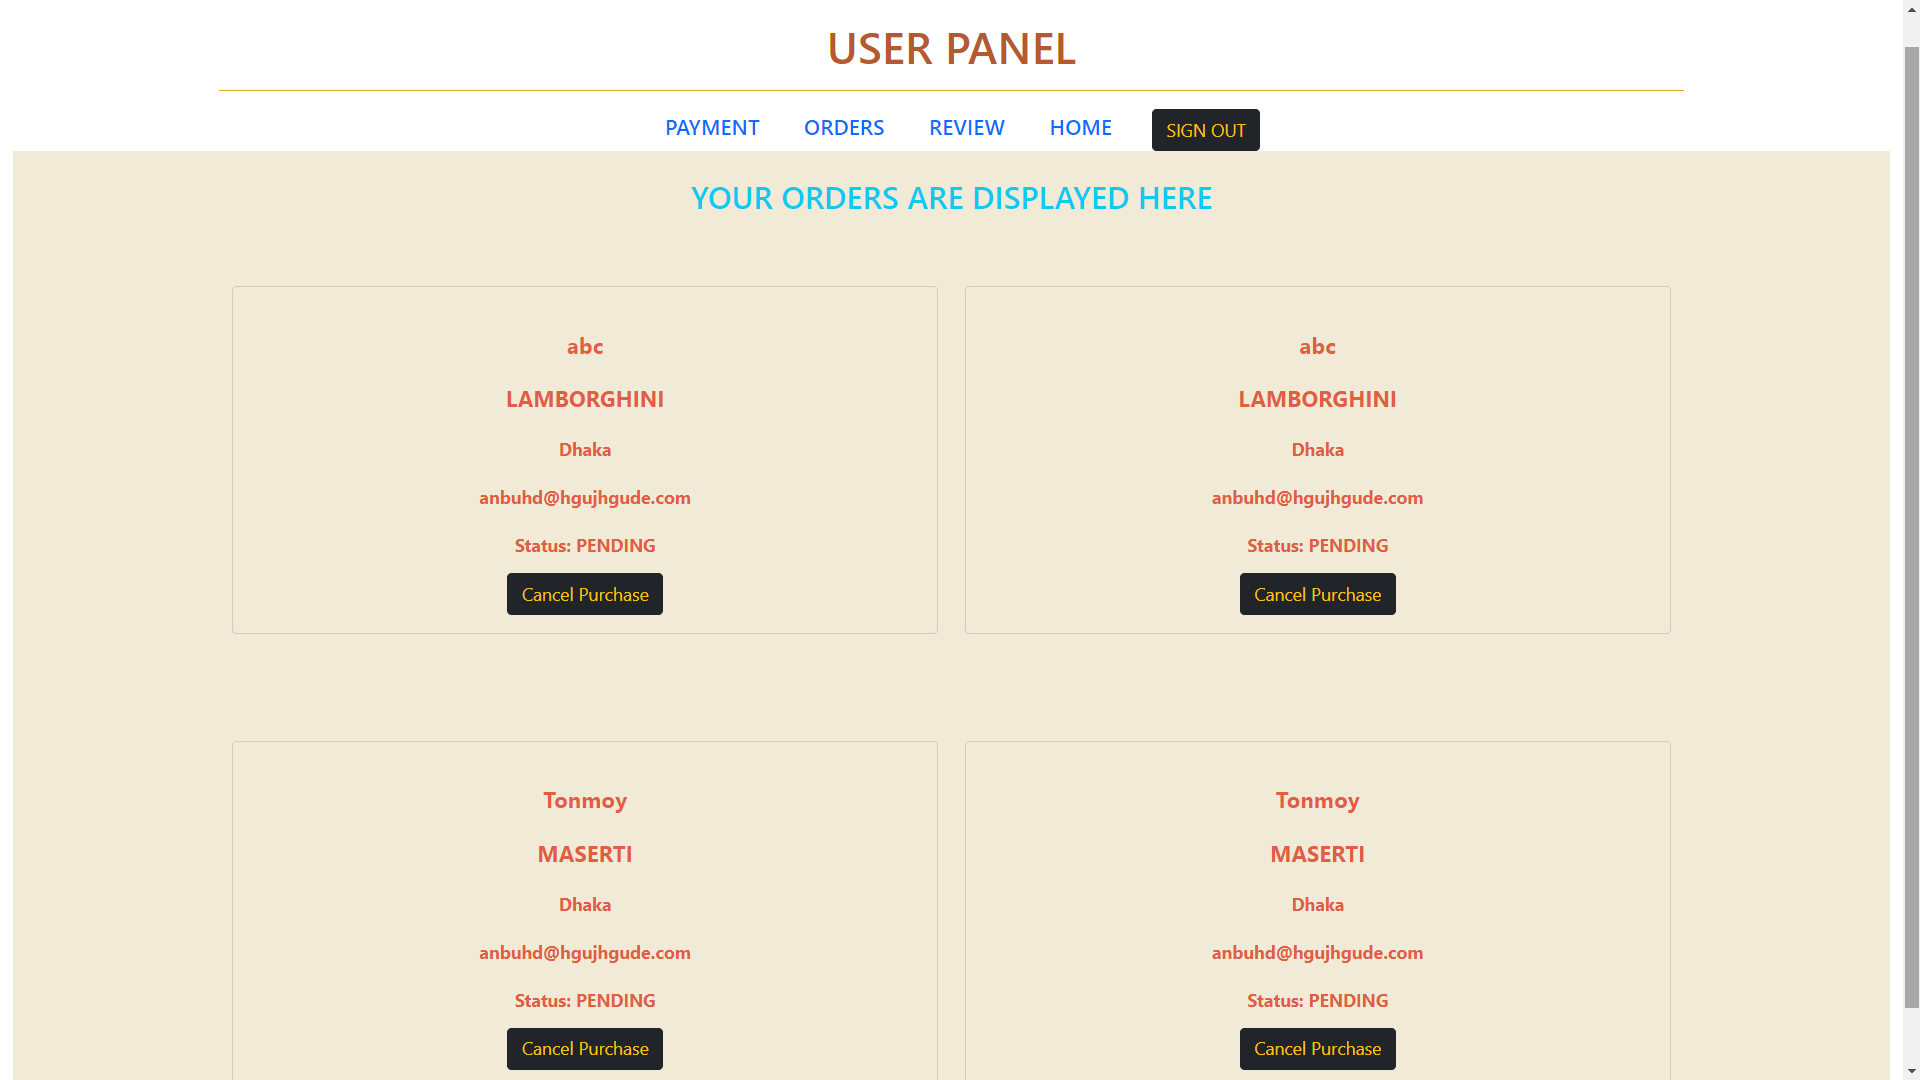 USER PANEL
PAYMENT ORDERS REVIEW HOME SIGN OUT
YOUR ORDERS ARE DISPLAYED HERE
abc
LAMBORGHINI
Dhaka
anbuhd@hgujhgude.com
Status: PENDING
Cancel Purchase
abc
LAMBORGHINI
Dhaka
anbuhd@hgujhgude.com
Status: PENDING
Cancel Purchase
Tonmoy
MASERTI
Dhaka
anbuhd@hgujhgude.com
Status: PENDING
Cancel Purchase
Tonmoy
MASERTI
Dhaka
anbuhd@hgujhgude.com
Status: PENDING
Cancel Purchase